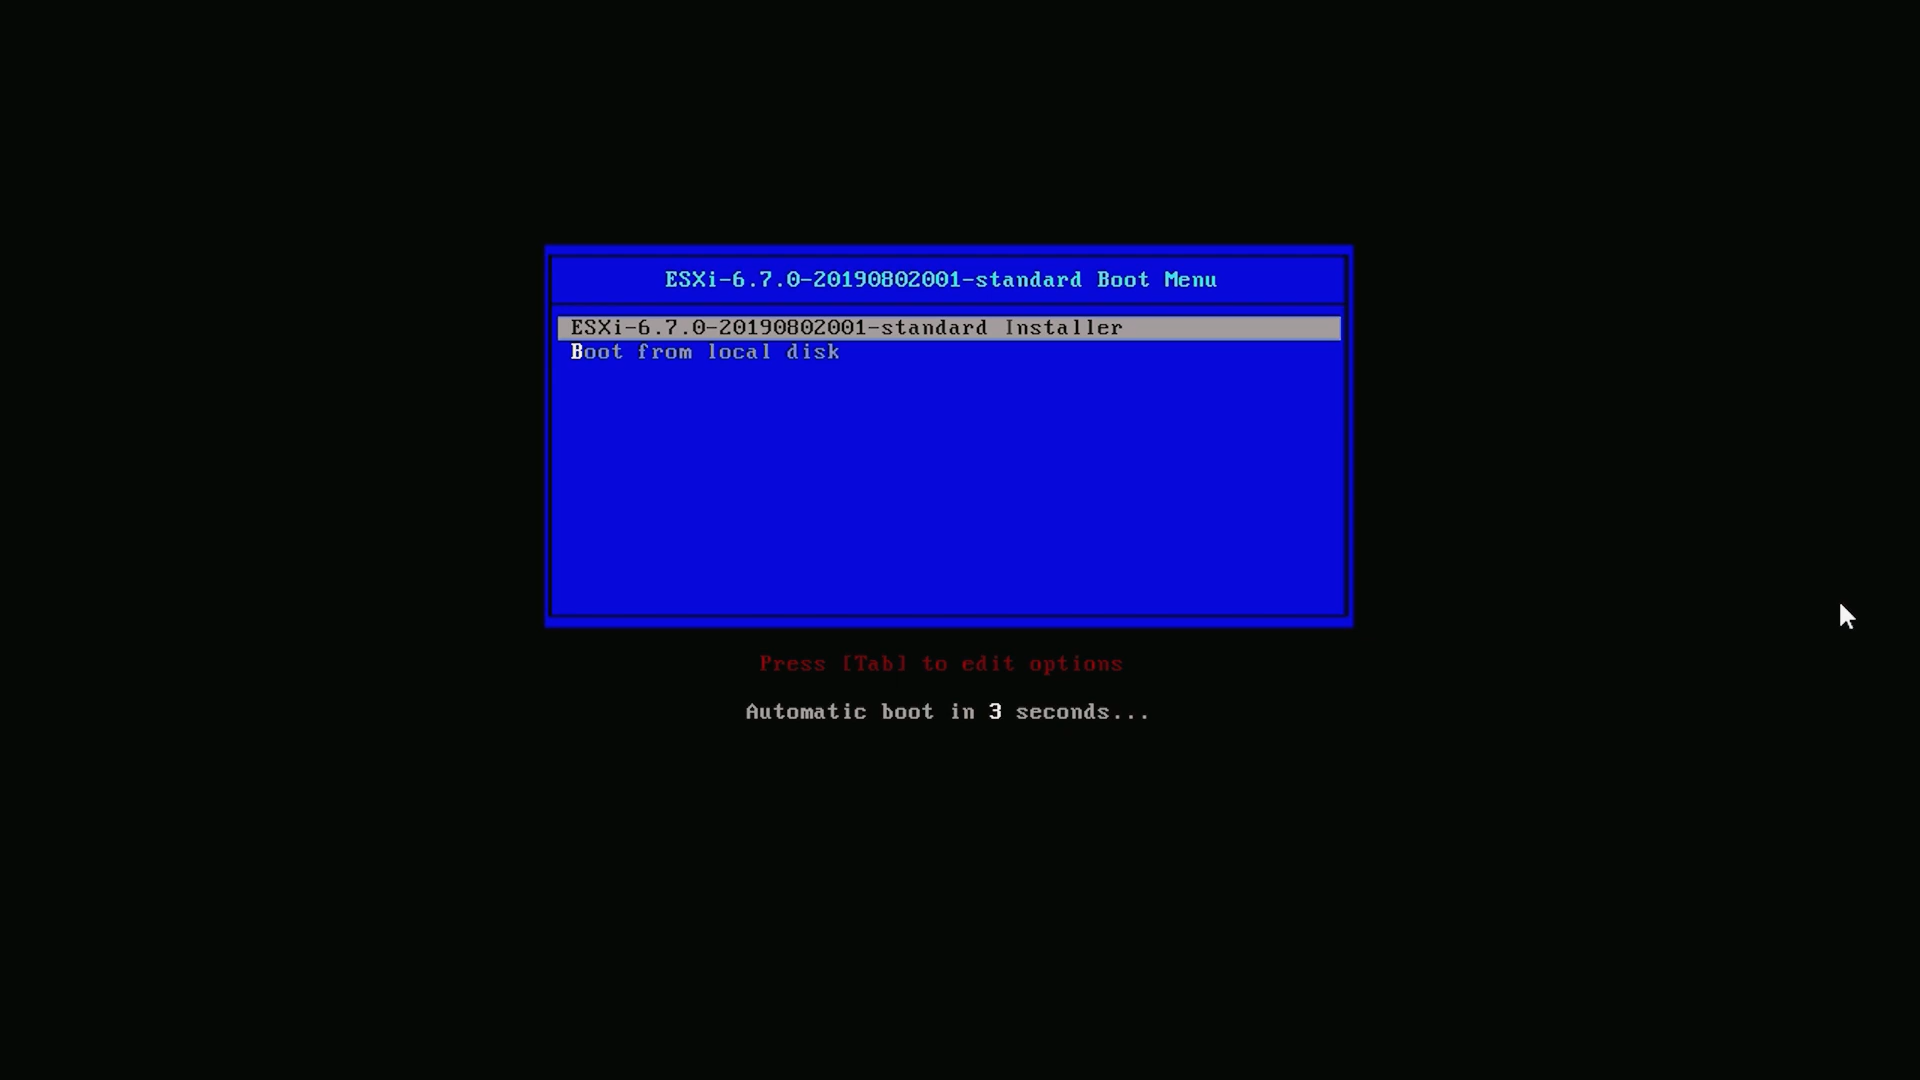 ESXi-6.7.0-20190802001-standard Boot Menu
ESXi-6.7.0-20190802001-standard Installer
Boot from local disk
Press [Tab] to edit options
Automatic boot in 3 seconds...